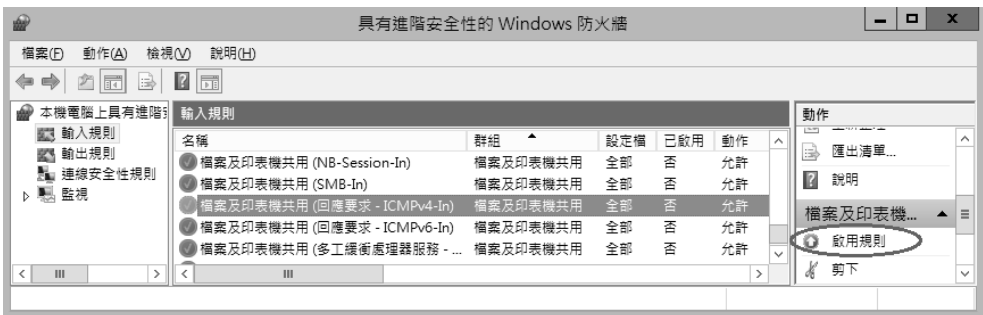 具有進階安全性的 Windows 防火牆
檔案(F) 動作(A) 檢視(V) 說明(H)
本機電腦上具有進階
輸入規則
輸出規則
連線安全性規則
監視
輸入規則
名稱 群組 設定檔 已啟用 動作
檔案及印表機共用 (NB-Session-In) 檔案及印表機共用 全部 否 允許
檔案及印表機共用 (SMB-In) 檔案及印表機共用 全部 否 允許
檔案及印表機共用 (回應要求 - ICMPv4-In) 檔案及印表機共用 全部 否 允許
檔案及印表機共用 (回應要求 - ICMPv6-In) 檔案及印表機共用 全部 否 允許
檔案及印表機共用 (多工緩衝處理器服務 - ... 檔案及印表機共用 全部 否 允許
動作
匯出清單...
說明
檔案及印表機...
啟用規則
剪下